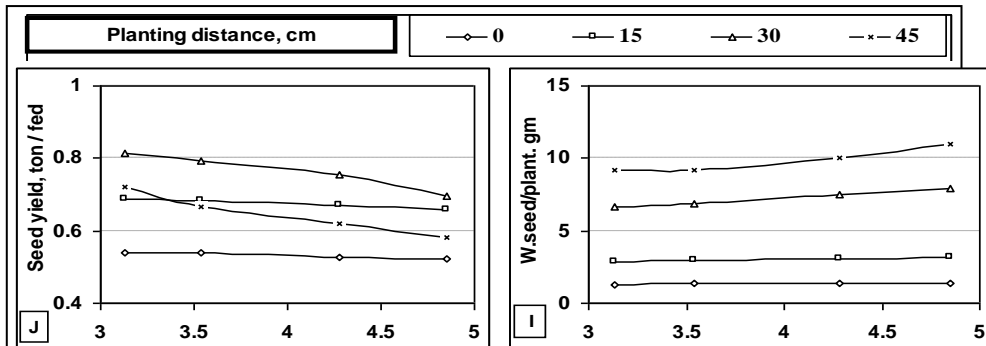 Planting distance, cm
0 15 30 45
Seed yield, ton / fed
1
0.8
0.6
0.4
3 3.5 4 4.5 5
J
W.seed/plant. gm
15
10
5
0
3 3.5 4 4.5 5
I